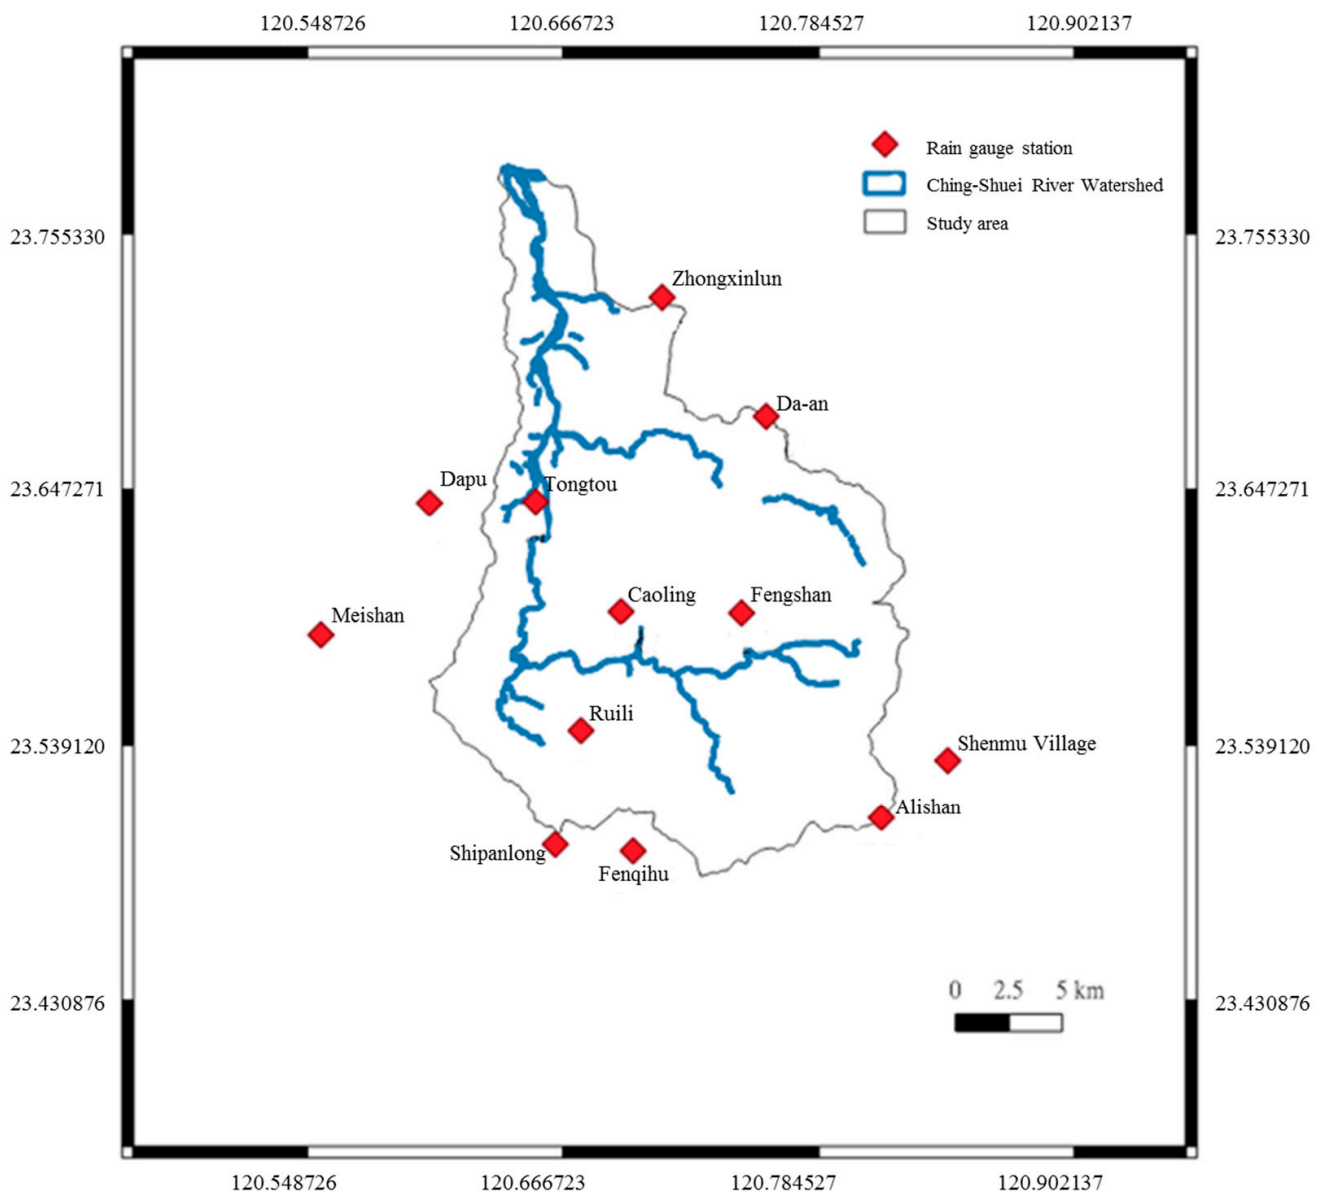 120.548726 120.666723 120.784527 120.902137
Rain gauge station
Ching-Shuei River Watershed
Study area
23.755330 23.755330
Zhongxinlun
Da-an
Dapu
Tongtou
23.647271 23.647271
Caoling
Fengshan
Meishan
Ruili
23.539120 23.539120
Shenmu Village
Alishan
Shipanlong
Fenqihu
0 2.5 5 km
23.430876 23.430876
120.548726 120.666723 120.784527 120.902137